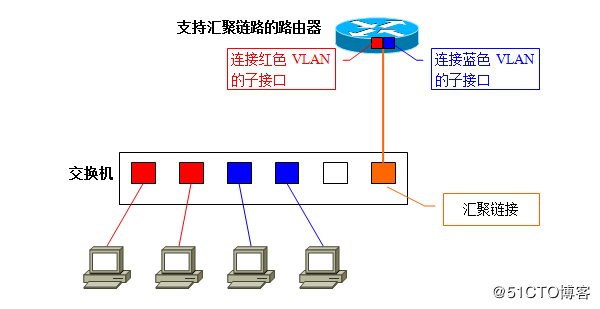 支持汇聚链路的路由器
连接红色 VLAN
的子接口
连接蓝色 VLAN
的子接口
交换机
汇聚链接
@51CTO博客